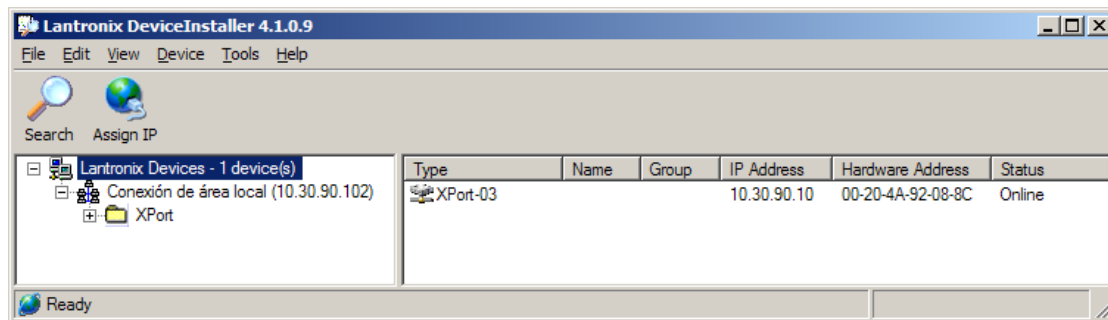 Lantronix DeviceInstaller 4.1.0.9
File Edit View Device Tools Help
Search Assign IP
Lantronix Devices - 1 device(s)
Conexión de área local (10.30.90.102)
XPort
Type Name Group IP Address Hardware Address Status
XPort-03 10.30.90.10 00-20-4A-92-08-8C Online
Ready